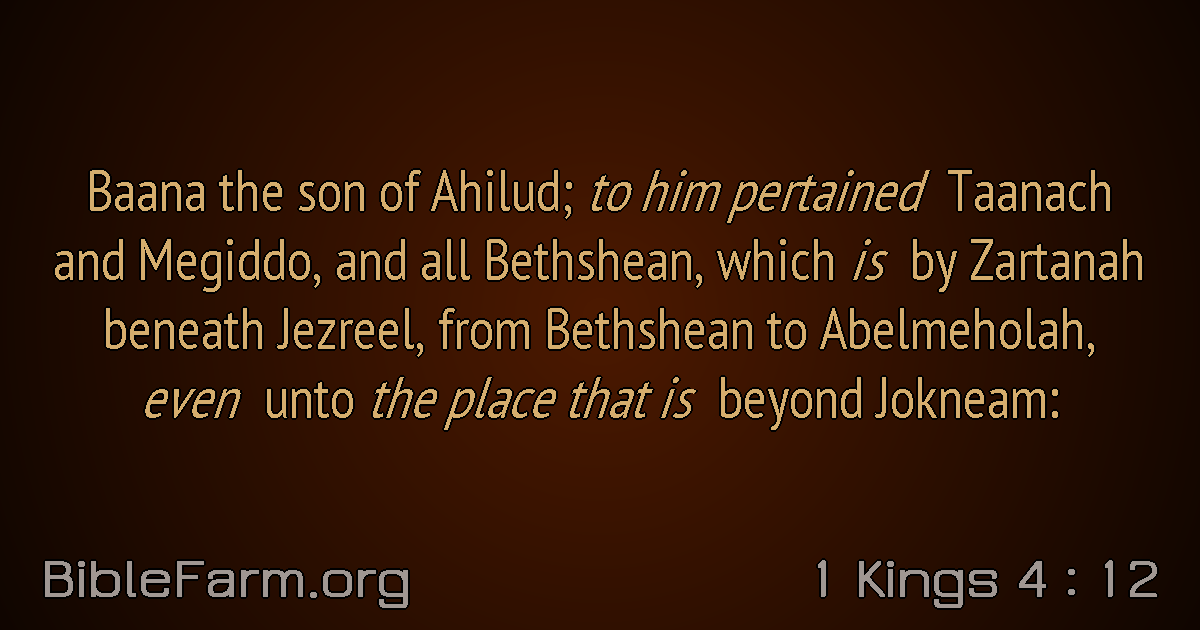 Baana the son of Ahilud; to him pertained Taanach
and Megiddo, and all Bethshean, which is by Zartanah
beneath Jezreel, from Bethshean to Abelmeholah,
even unto the place that is beyond Jokneam:
BibleFarm.org
1 Kings 4 : 12